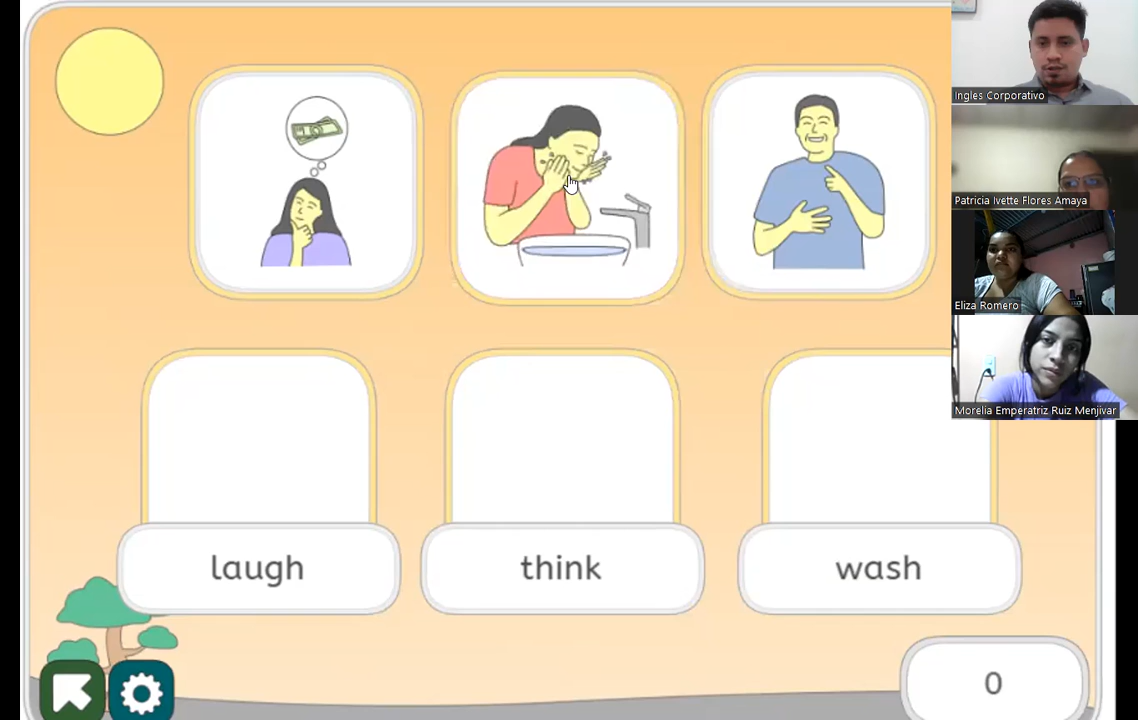 Ingles Corporativo
Patricia Ivette Flores Amaya
Eliza Romero
Morelia Emperatriz Ruiz Menjivar
laugh
think
wash
0